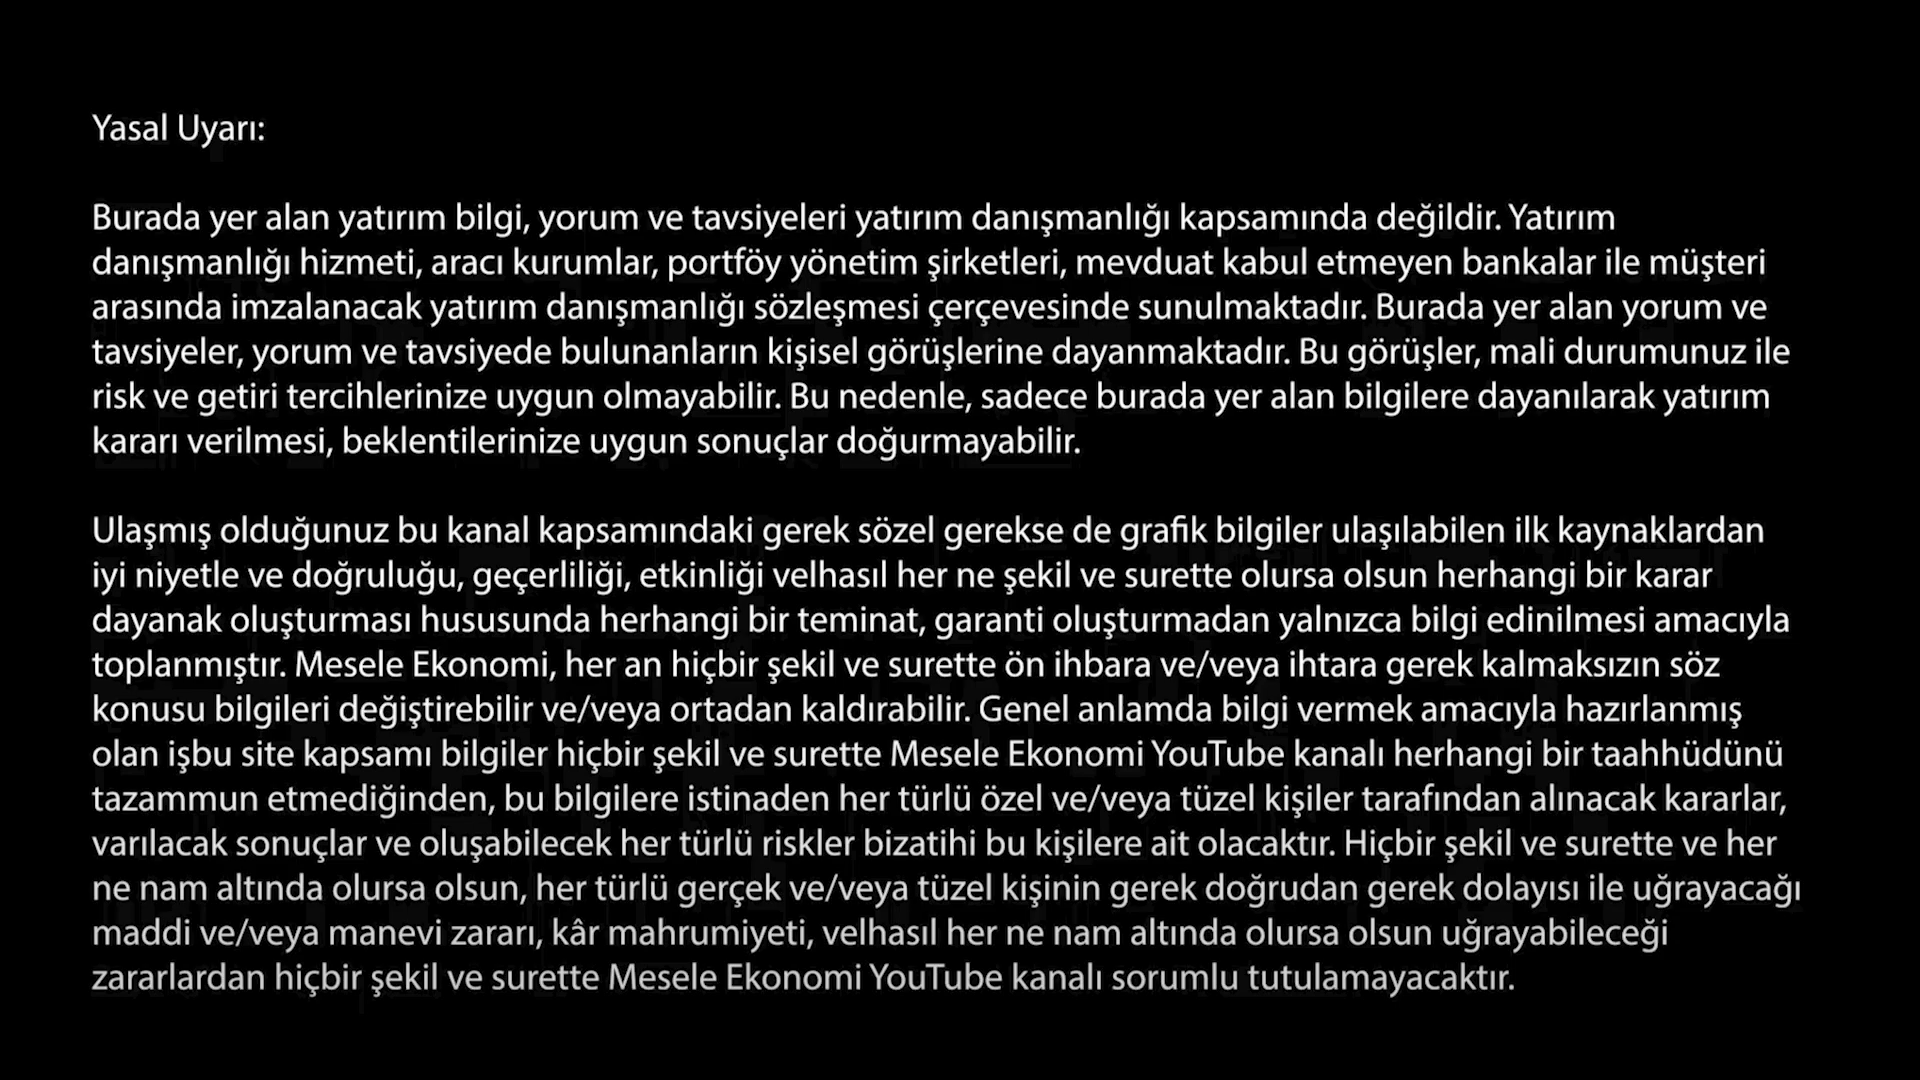 Yasal Uyarı:
Burada yer alan yatırım bilgi, yorum ve tavsiyeleri yatırım danışmanlığı kapsamında değildir. Yatırım
danışmanlığı hizmeti, aracı kurumlar, portföy yönetim şirketleri, mevduat kabul etmeyen bankalar ile müşteri
arasında imzalanacak yatırım danışmanlığı sözleşmesi çerçevesinde sunulmaktadır. Burada yer alan yorum ve
tavsiyeler, yorum ve tavsiyede bulunanların kişisel görüşlerine dayanmaktadır. Bu görüşler, mali durumunuz ile
risk ve getiri tercihlerinize uygun olmayabilir. Bu nedenle, sadece burada yer alan bilgilere dayanılarak yatırım
kararı verilmesi, beklentilerinize uygun sonuçlar doğurmayabilir.
Ulaşmış olduğunuz bu kanal kapsamındaki gerek sözel gerekse de grafik bilgiler ulaşılabilen ilk kaynaklardan
iyi niyetle ve doğruluğu, geçerliliği, etkinliği velhasıl her ne şekil ve surette olursa olsun herhangi bir karar
dayanak oluşturması hususunda herhangi bir teminat, garanti oluşturmadan yalnızca bilgi edinilmesi amacıyla
toplanmıştır. Mesele Ekonomi, her an hiçbir şekil ve surette ön ihbara ve/veya ihtara gerek kalmaksızın söz
konusu bilgileri değiştirebilir ve/veya ortadan kaldırabilir. Genel anlamda bilgi vermek amacıyla hazırlanmış
olan işbu site kapsamı bilgiler hiçbir şekil ve surette Mesele Ekonomi YouTube kanalı herhangi bir taahhüdünü
tazammun etmediğinden, bu bilgilere istinaden her türlü özel ve/veya tüzel kişiler tarafından alınacak kararlar,
varılacak sonuçlar ve oluşabilecek her türlü riskler bizatihi bu kişilere ait olacaktır. Hiçbir şekil ve surette ve her
ne nam altında olursa olsun, her türlü gerçek ve/veya tüzel kişinin gerek doğrudan gerek dolayısı ile uğrayacağı
maddi ve/veya manevi zararı, kâr mahrumiyeti, velhasıl her ne nam altında olursa olsun uğrayabileceği
zararlardan hiçbir şekil ve surette Mesele Ekonomi YouTube kanalı sorumlu tutulamayacaktır.